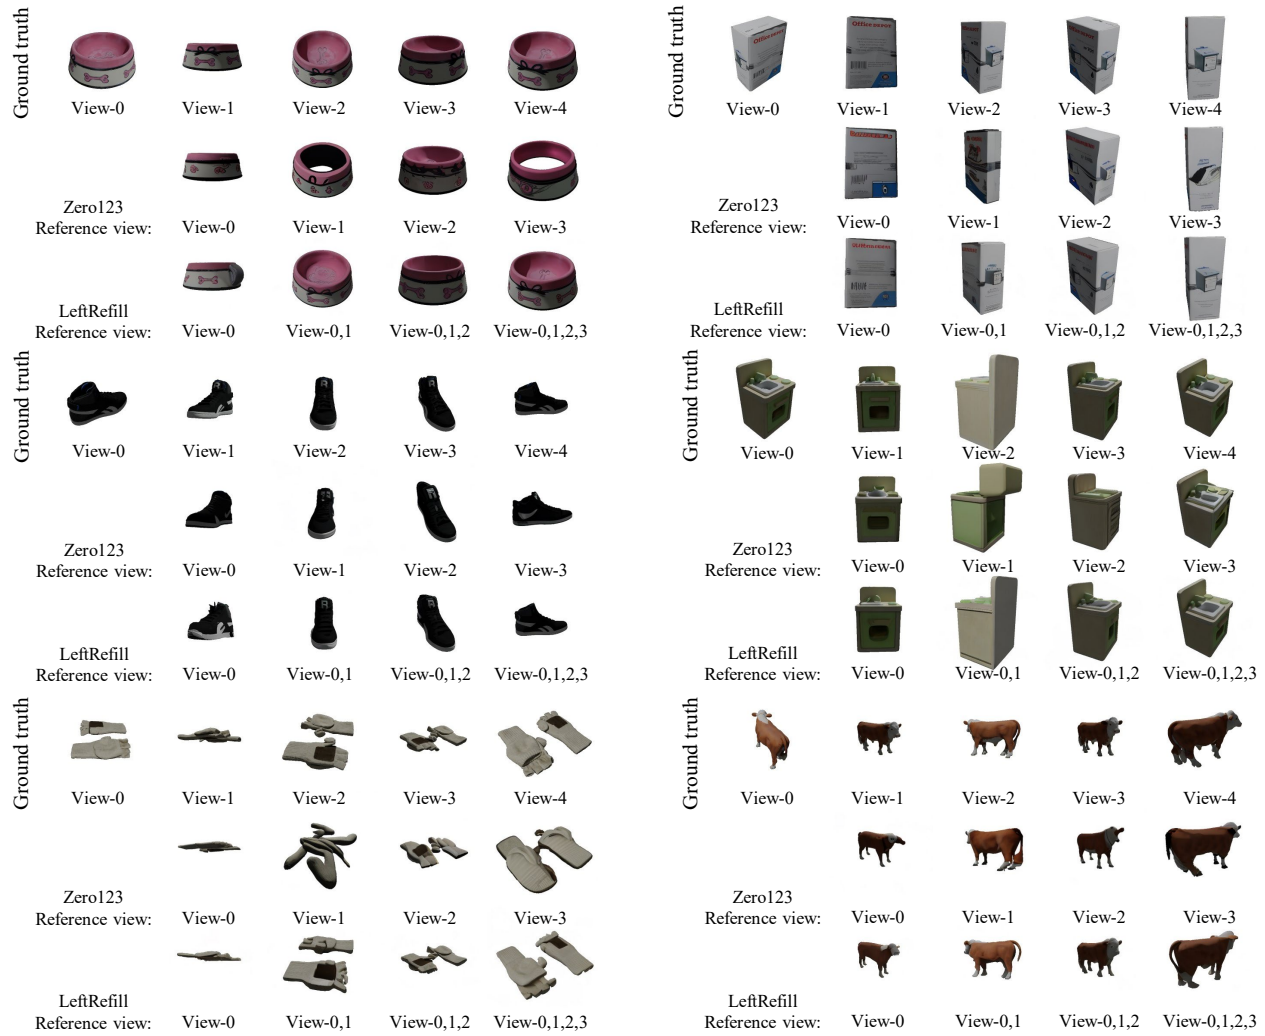 Ground truth
View-0 View-1 View-2 View-3 View-4
Zero123
Reference view: View-0 View-1 View-2 View-3
LeftRefill
Reference view: View-0 View-0,1 View-0,1,2 View-0,1,2,3
Ground truth
View-0 View-1 View-2 View-3 View-4
Zero123
Reference view: View-0 View-1 View-2 View-3
LeftRefill
Reference view: View-0 View-0,1 View-0,1,2 View-0,1,2,3
Ground truth
View-0 View-1 View-2 View-3 View-4
Zero123
Reference view: View-0 View-1 View-2 View-3
LeftRefill
Reference view: View-0 View-0,1 View-0,1,2 View-0,1,2,3
Ground truth
View-0 View-1 View-2 View-3 View-4
Zero123
Reference view: View-0 View-1 View-2 View-3
LeftRefill
Reference view: View-0 View-0,1 View-0,1,2 View-0,1,2,3
Ground truth
View-0 View-1 View-2 View-3 View-4
Zero123
Reference view: View-0 View-1 View-2 View-3
LeftRefill
Reference view: View-0 View-0,1 View-0,1,2 View-0,1,2,3
Ground truth
View-0 View-1 View-2 View-3 View-4
Zero123
Reference view: View-0 View-1 View-2 View-3
LeftRefill
Reference view: View-0 View-0,1 View-0,1,2 View-0,1,2,3